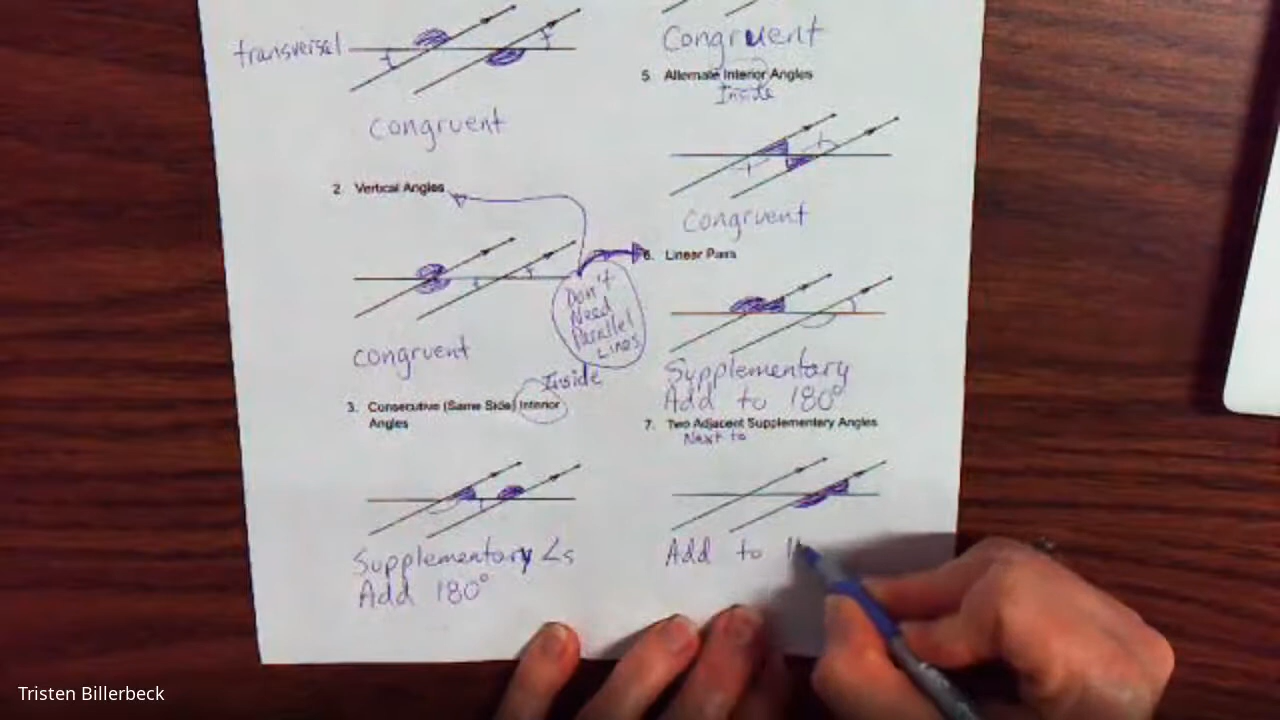 transversal
Congruent
2. Vertical Angles
Don't
Need
Parallel
Lines
congruent
Inside
3. Consecutive (Same Side) Interior
Angles
Supplementary ∠s
Add 180°
Congruent
5. Alternate Interior Angles
Inside
Congruent
6. Linear Pairs
Supplementary
Add to 180°
7. Two Adjacent Supplementary Angles
Next to
Add to
Tristen Billerbeck